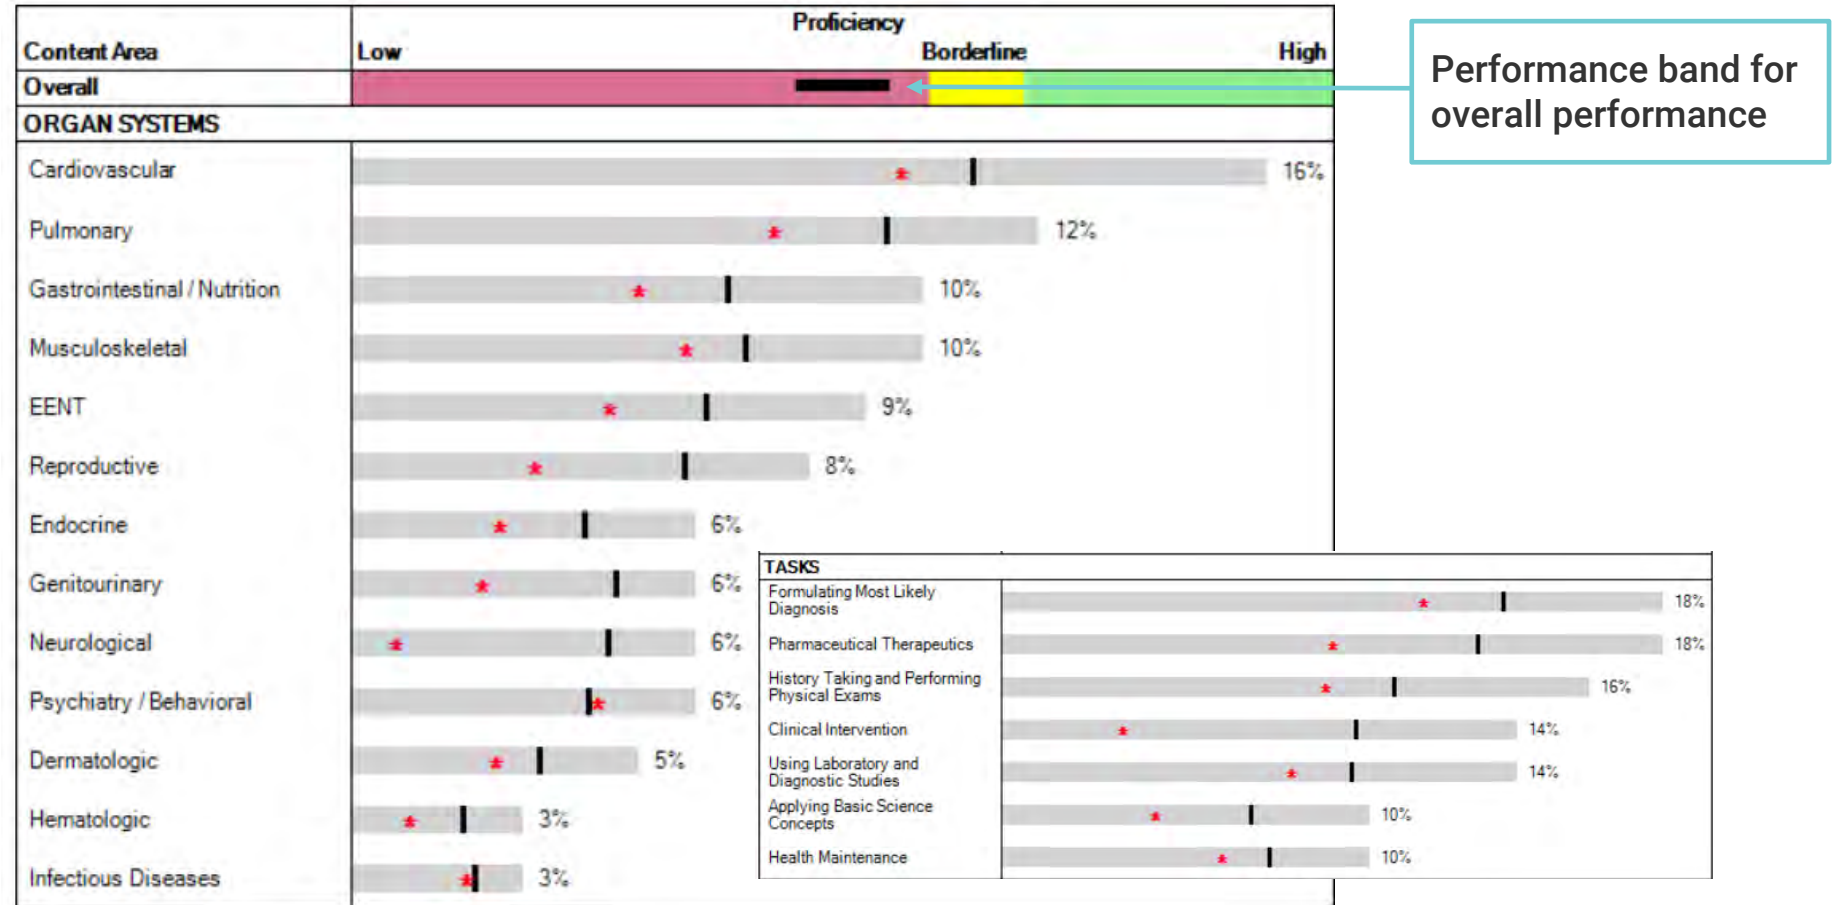 Proficiency
Content Area Low Borderline High
Overall
Performance band for
overall performance
ORGAN SYSTEMS
Cardiovascular 16%
Pulmonary 12%
Gastrointestinal / Nutrition 10%
Musculoskeletal 10%
EENT 9%
Reproductive 8%
Endocrine 6%
Genitourinary 6%
Neurological 6%
Psychiatry / Behavioral 6%
Dermatologic 5%
Hematologic 3%
Infectious Diseases 3%
TASKS
Formulating Most Likely
Diagnosis 18%
Pharmaceutical Therapeutics 18%
History Taking and Performing
Physical Exams 16%
Clinical Intervention 14%
Using Laboratory and
Diagnostic Studies 14%
Applying Basic Science
Concepts 10%
Health Maintenance 10%